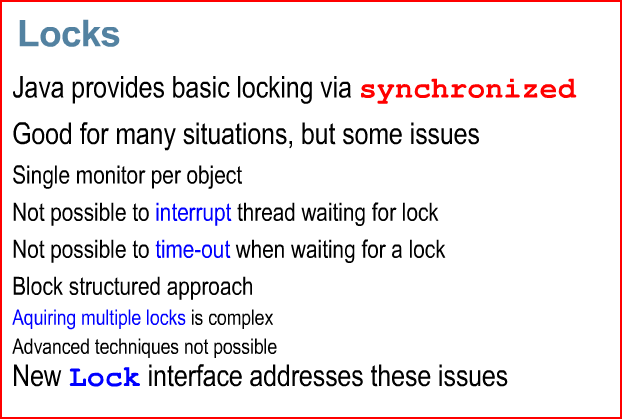 Locks
Java provides basic locking via synchronized
Good for many situations, but some issues
Single monitor per object
Not possible to interrupt thread waiting for lock
Not possible to time-out when waiting for a lock
Block structured approach
Aquiring multiple locks is complex
Advanced techniques not possible
New Lock interface addresses these issues